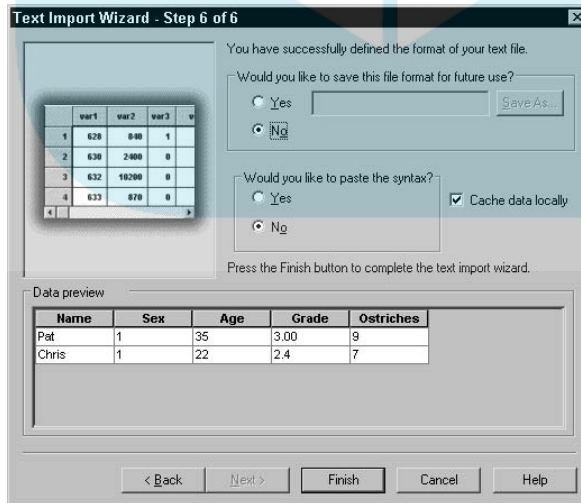 Text Import Wizard - Step 6 of 6
You have successfully defined the format of your text file.
Would you like to save this file format for future use?
Yes
Save As...
No
var1 var2 var3 v
1 628 840 1
2 630 2400 0
3 632 10200 0
4 633 870 0
Would you like to paste the syntax?
Yes
Cache data locally
No
Press the Finish button to complete the text import wizard.
Data preview
Name Sex Age Grade Ostriches
Pat 1 35 3.00 9
Chris 1 22 2.4 7
< Back Next > Finish Cancel Help